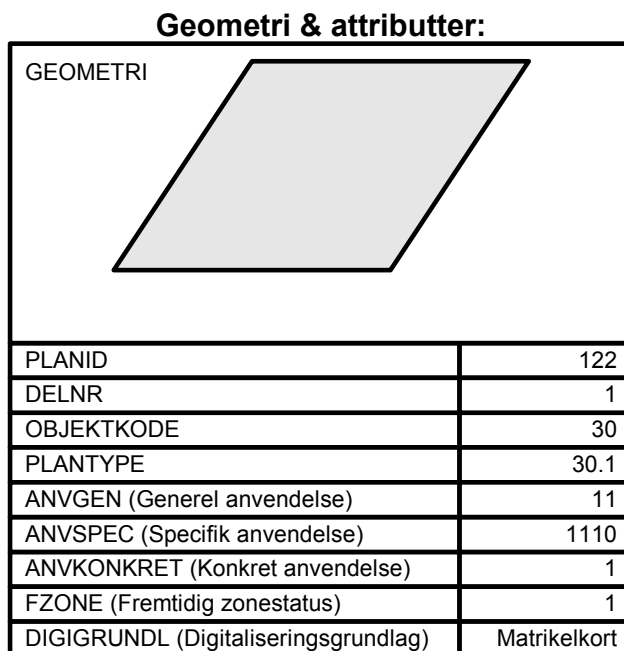 Geometri & attributter:
GEOMETRI
PLANID 122
DELNR 1
OBJEKTKODE 30
PLANTYPE 30.1
ANVGEN (Generel anvendelse) 11
ANVSPEC (Specifik anvendelse) 1110
ANVKONKRET (Konkret anvendelse) 1
FZONE (Fremtidig zonestatus) 1
DIGIGRUNDL (Digitaliseringsgrundlag) Matrikelkort